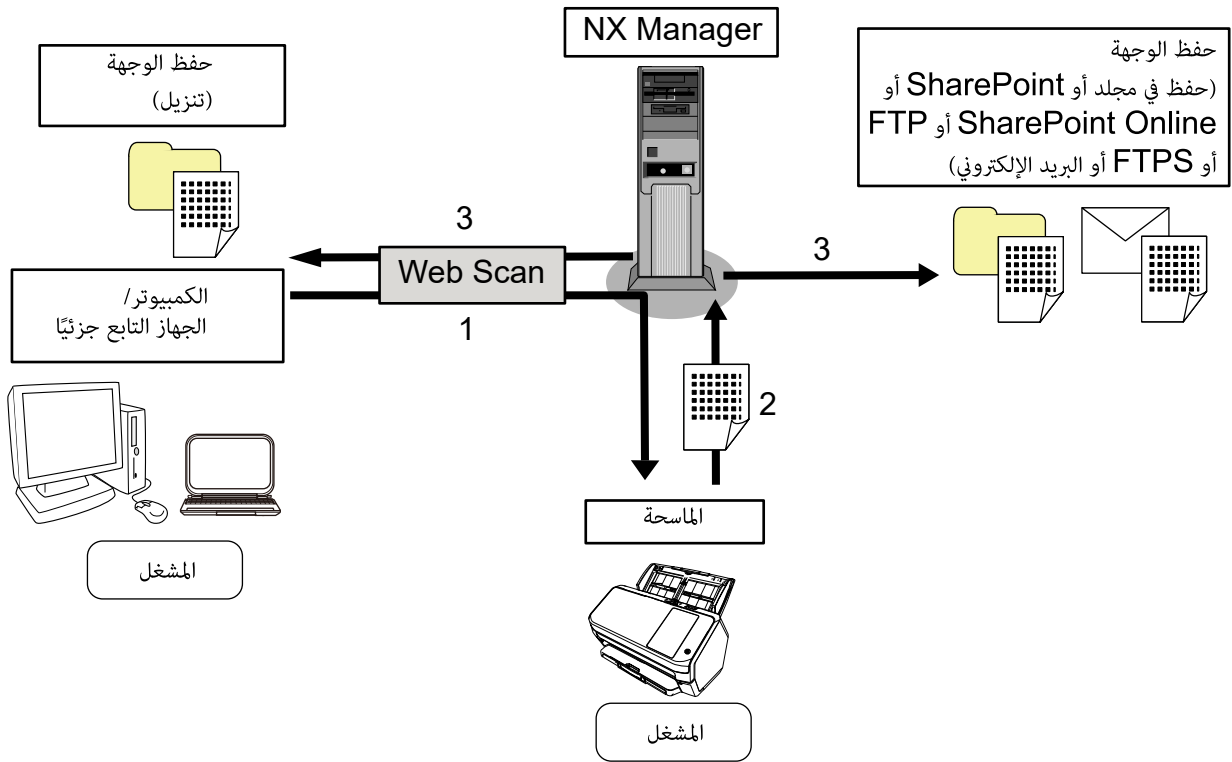 NX Manager
حفظ الوجهة
(تنزيل)
حفظ الوجهة
(حفظ في مجلد أو SharePoint أو
SharePoint Online أو FTP
أو FTPS أو البريد الإلكتروني)
3
Web Scan
1
3
الكمبيوتر/
الجهاز التابع جزئيًا
2
الماسحة
المشغل
المشغل